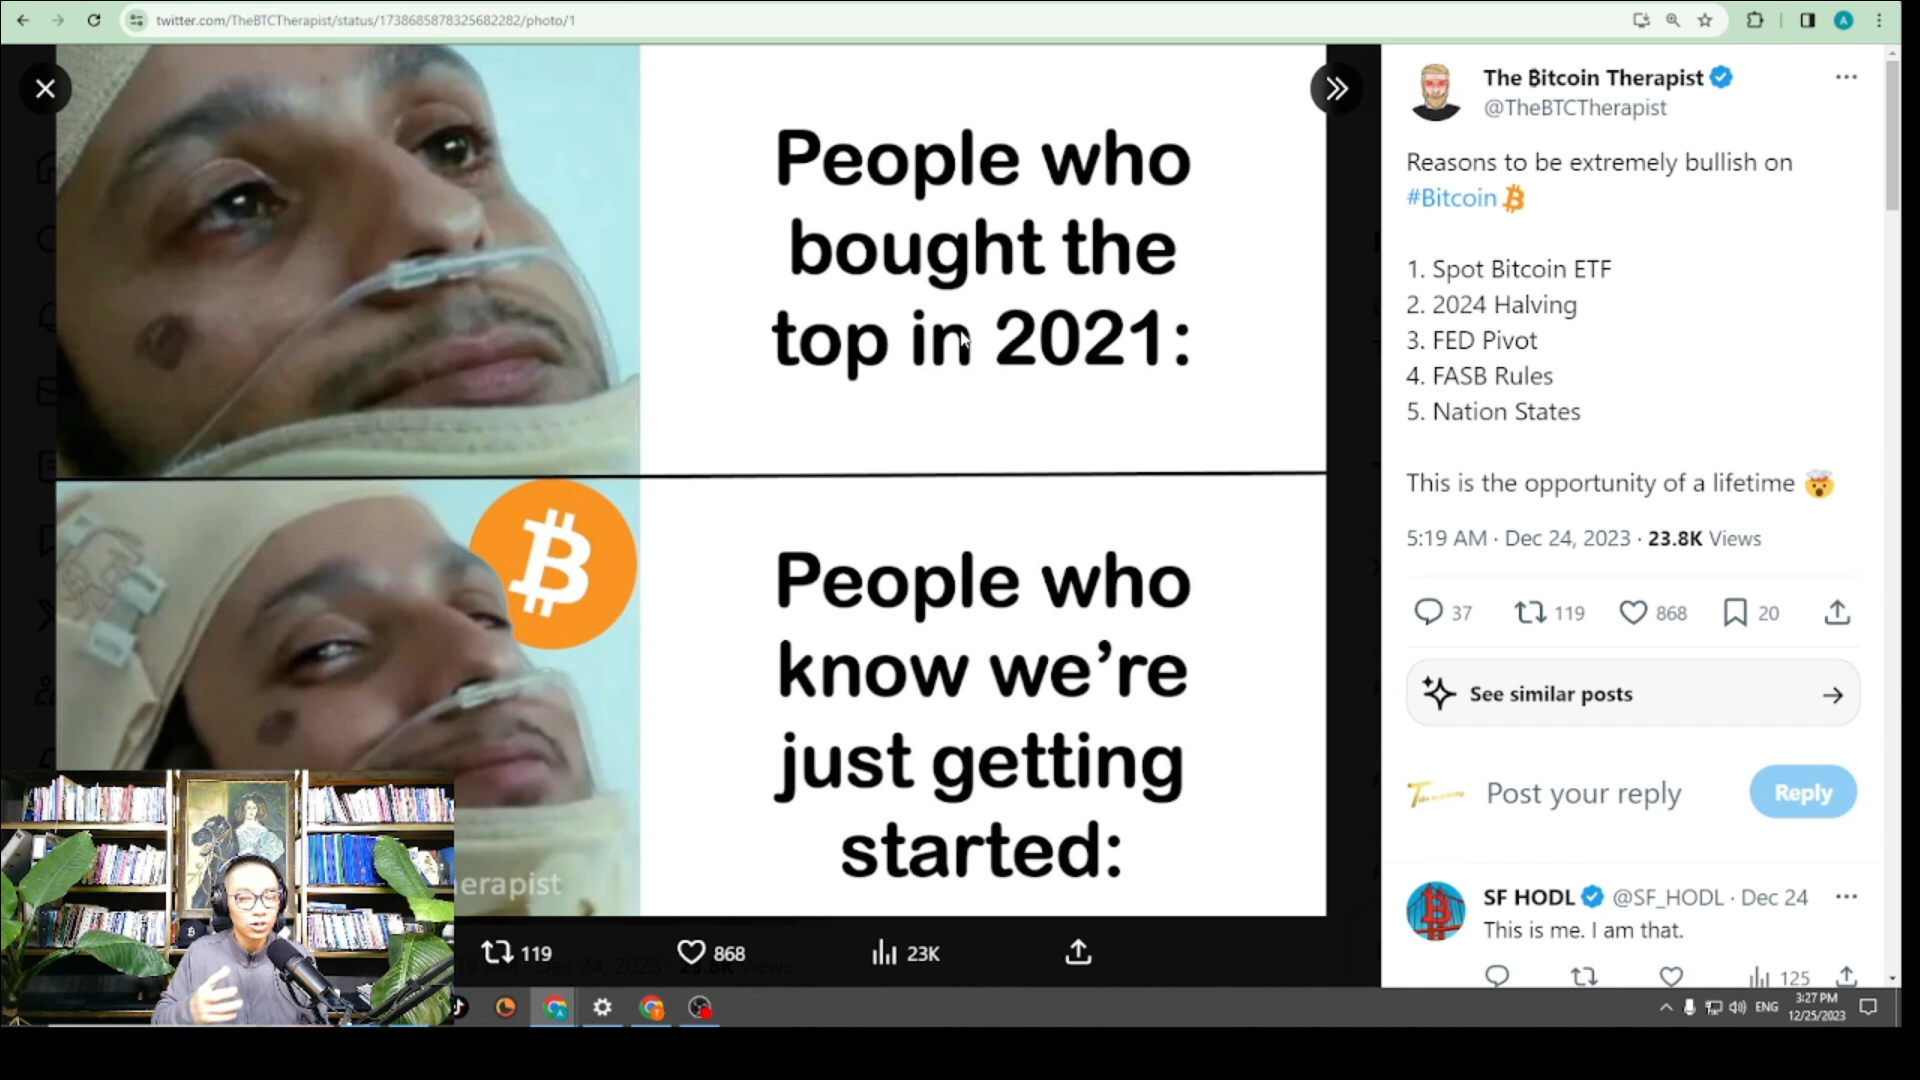 twitter.com/TheBTCTherapist/status/1738685878325682282/photo/1
People who
bought the
top in 2021:
People who
know we’re
just getting
started:
erapist
119
868
23K
The Bitcoin Therapist
@TheBTCTherapist
Reasons to be extremely bullish on
#Bitcoin
1. Spot Bitcoin ETF
2. 2024 Halving
3. FED Pivot
4. FASB Rules
5. Nation States
This is the opportunity of a lifetime 🤯
5:19 AM · Dec 24, 2023 · 23.8K Views
37 119 868 20
See similar posts
Post your reply
Reply
SF HODL @SF_HODL · Dec 24
This is me. I am that.
125
ENG
3:27 PM
12/25/2023